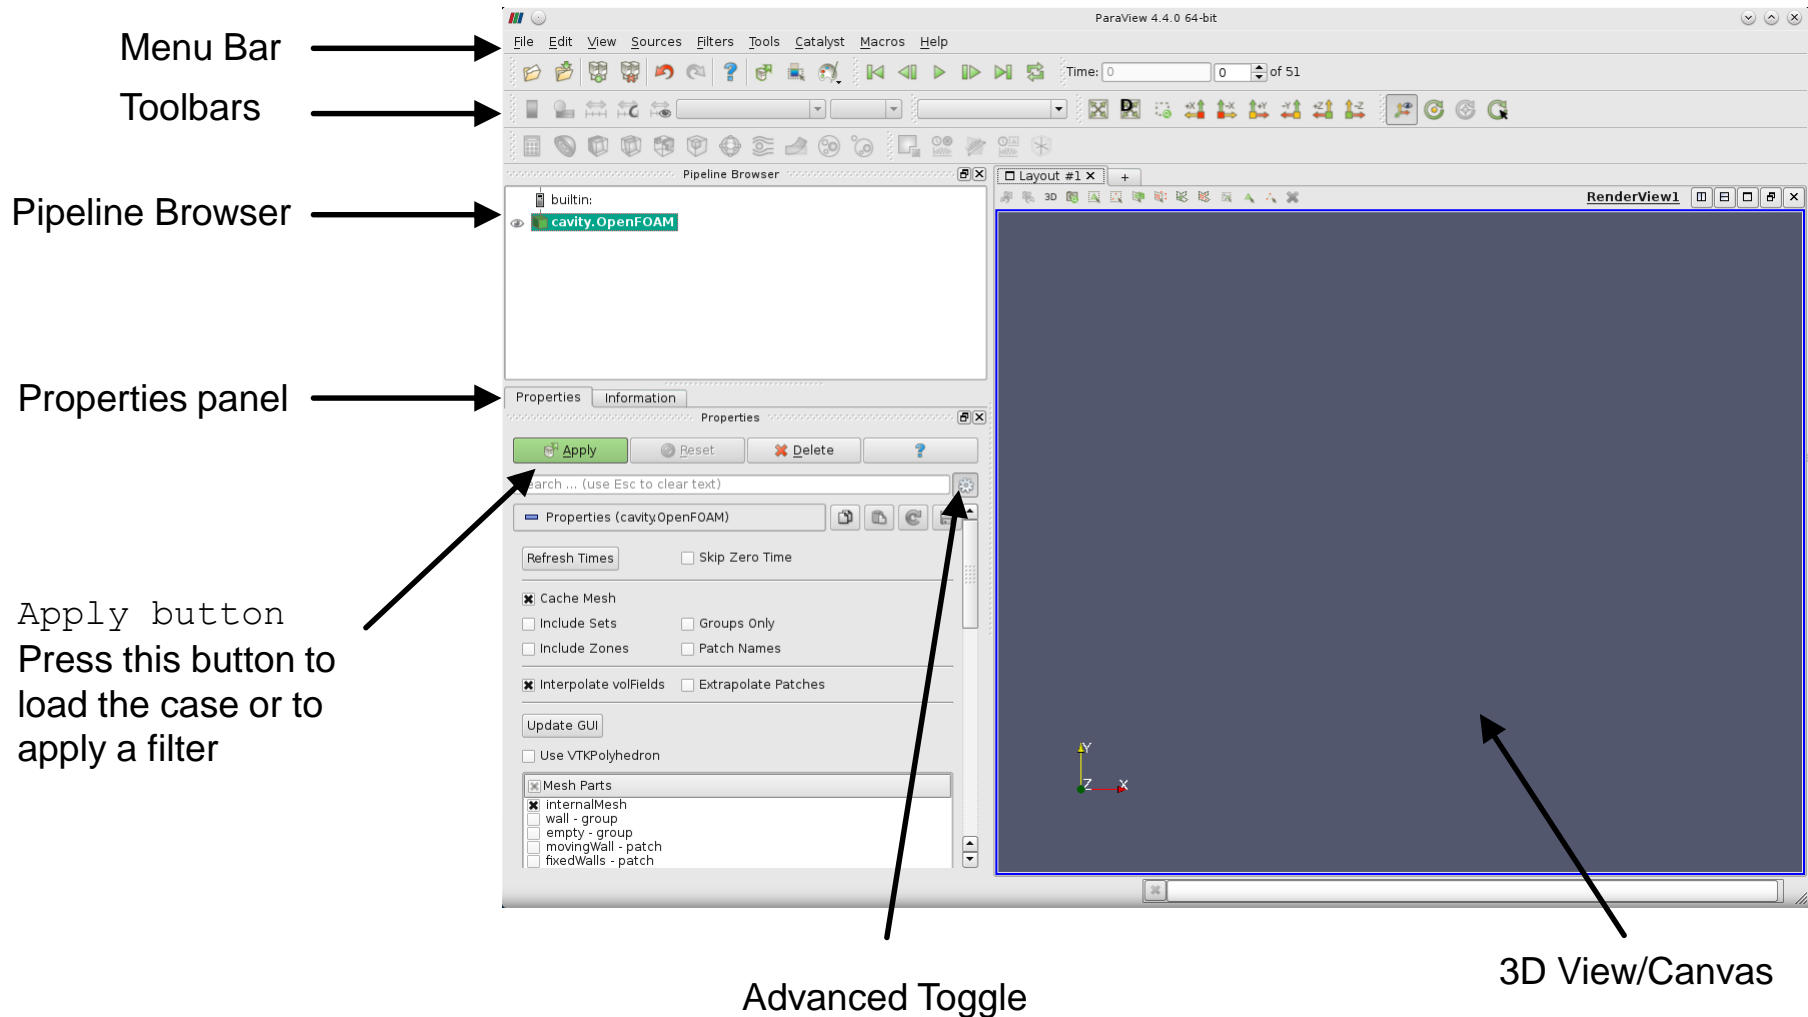 ParaView 4.4.0 64-bit
Menu Bar
File Edit View Sources Filters Tools Catalyst Macros Help
Time: 0 0 of 51
Toolbars
Pipeline Browser
Layout #1 +
builtin:
3D
RenderView1
Pipeline Browser
cavity.OpenFOAM
Properties panel
Properties Information
Properties
Apply Reset Delete ?
Search ... (use Esc to clear text)
Properties (cavity.OpenFOAM)
Refresh Times Skip Zero Time
Cache Mesh
Include Sets Groups Only
Include Zones Patch Names
Interpolate volFields Extrapolate Patches
Update GUI
Use VTKPolyhedron
Mesh Parts
internalMesh
wall - group
empty - group
movingWall - patch
fixedWalls - patch
Apply button
Press this button to
load the case or to
apply a filter
Y
Z X
Advanced Toggle
3D View/Canvas